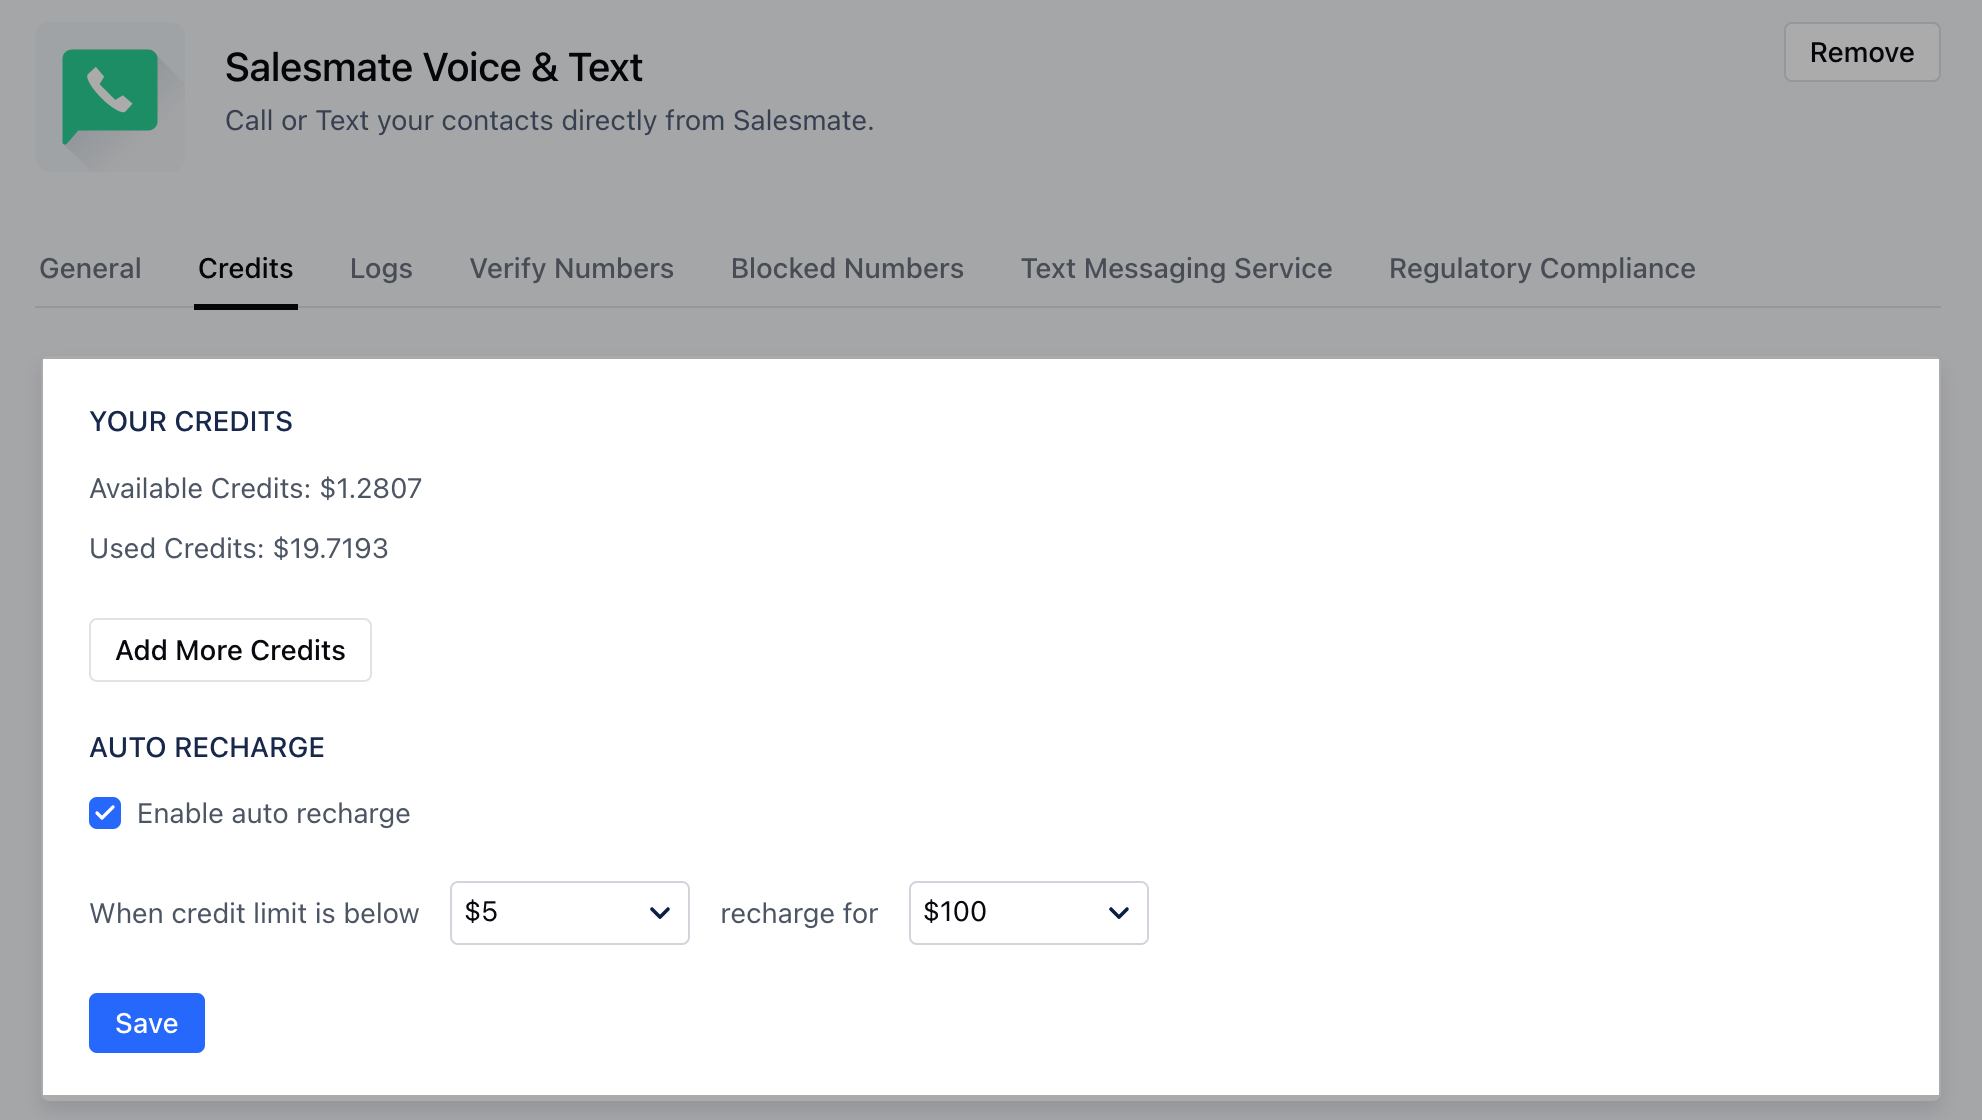 Salesmate Voice & Text
Remove
Call or Text your contacts directly from Salesmate.
General Credits Logs Verify Numbers Blocked Numbers Text Messaging Service Regulatory Compliance
YOUR CREDITS
Available Credits: $1.2807
Used Credits: $19.7193
Add More Credits
AUTO RECHARGE
Enable auto recharge
When credit limit is below $5 recharge for $100
Save